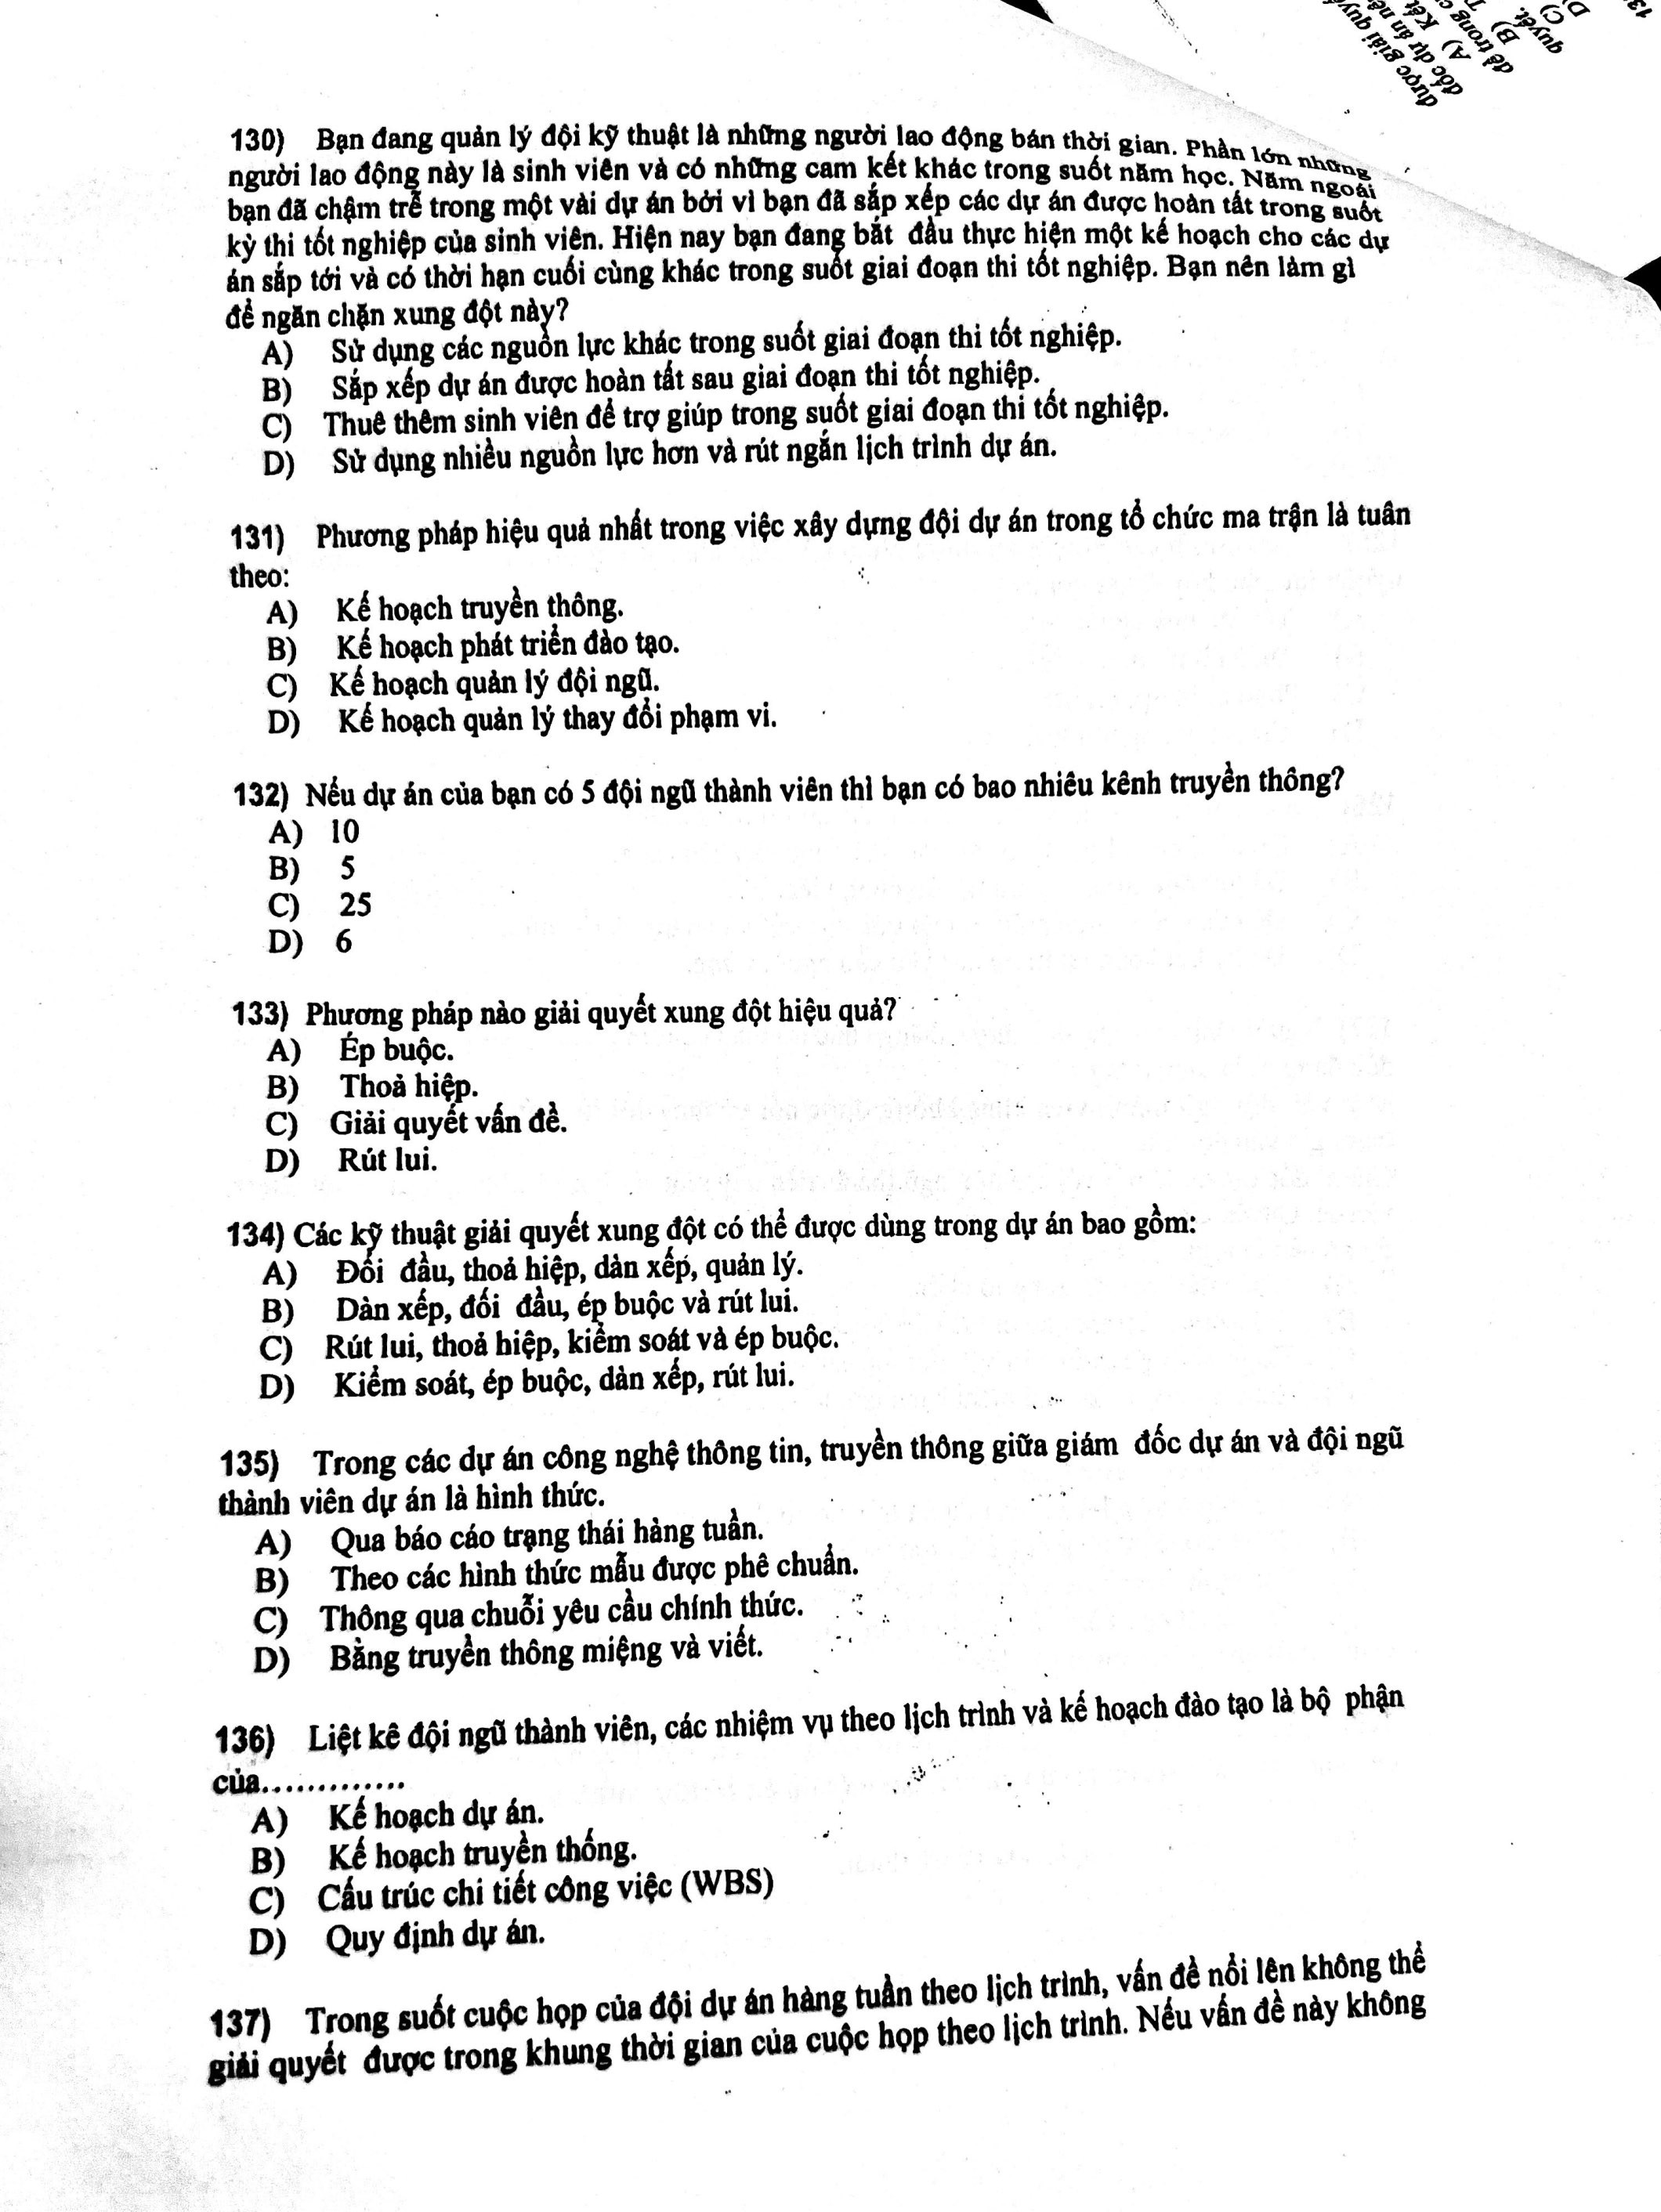 130) Bạn đang quản lý đội kỹ thuật là những người lao động bán thời gian. Phần lớn những
người lao động này là sinh viên và có những cam kết khác trong suốt năm học. Năm ngoái
bạn đã chậm trễ trong một vài dự án bởi vì bạn đã sắp xếp các dự án được hoàn tất trong suốt
kỳ thi tốt nghiệp của sinh viên. Hiện nay bạn đang bắt đầu thực hiện một kế hoạch cho các dự
án sắp tới và có thời hạn cuối cùng khác trong suốt giai đoạn thi tốt nghiệp. Bạn nên làm gì
để ngăn chặn xung đột này?
A) Sử dụng các nguồn lực khác trong suốt giai đoạn thi tốt nghiệp.
B) Sắp xếp dự án được hoàn tất sau giai đoạn thi tốt nghiệp.
C) Thuê thêm sinh viên để trợ giúp trong suốt giai đoạn thi tốt nghiệp.
D) Sử dụng nhiều nguồn lực hơn và rút ngắn lịch trình dự án.
131) Phương pháp hiệu quả nhất trong việc xây dựng đội dự án trong tổ chức ma trận là tuân
theo:
A) Kế hoạch truyền thông.
B) Kế hoạch phát triển đào tạo.
C) Kế hoạch quản lý đội ngũ.
D) Kế hoạch quản lý thay đổi phạm vi.
132) Nếu dự án của bạn có 5 đội ngũ thành viên thì bạn có bao nhiêu kênh truyền thông?
A) 10
B) 5
C) 25
D) 6
133) Phương pháp nào giải quyết xung đột hiệu quả?
A) Ép buộc.
B) Thoả hiệp.
C) Giải quyết vấn đề.
D) Rút lui.
134) Các kỹ thuật giải quyết xung đột có thể được dùng trong dự án bao gồm:
A) Đối đầu, thoả hiệp, dàn xếp, quản lý.
B) Dàn xếp, đối đầu, ép buộc và rút lui.
C) Rút lui, thoả hiệp, kiểm soát và ép buộc.
D) Kiểm soát, ép buộc, dàn xếp, rút lui.
135) Trong các dự án công nghệ thông tin, truyền thông giữa giám đốc dự án và đội ngũ
thành viên dự án là hình thức.
A) Qua báo cáo trạng thái hàng tuần.
B) Theo các hình thức mẫu được phê chuẩn.
C) Thông qua chuỗi yêu cầu chính thức.
D) Bằng truyền thông miệng và viết.
136) Liệt kê đội ngũ thành viên, các nhiệm vụ theo lịch trình và kế hoạch đào tạo là bộ phận
của.............
A) Kế hoạch dự án.
B) Kế hoạch truyền thống.
C) Cấu trúc chi tiết công việc (WBS)
D) Quy định dự án.
137) Trong suốt cuộc họp của đội dự án hàng tuần theo lịch trình, vấn đề nổi lên không thể
giải quyết được trong khung thời gian của cuộc họp theo lịch trình. Nếu vấn đề này không
được giải
đốc dự án
A) Kết
đề trong
B)
quyết.
C)